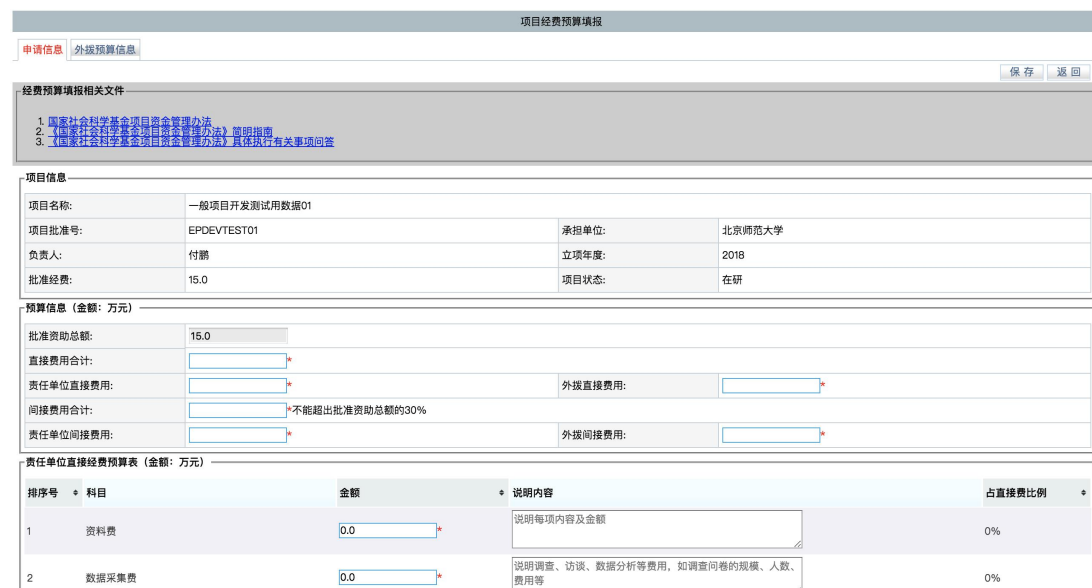 项目经费预算填报
申请信息 外拨预算信息
保存 返回
经费预算填报相关文件
1. 国家社会科学基金项目资金管理办法
2. 《国家社会科学基金项目资金管理办法》简明指南
3. 《国家社会科学基金项目资金管理办法》具体执行有关事项问答
项目信息
项目名称: 一般项目开发测试用数据01
项目批准号: EPDEVTEST01 承担单位: 北京师范大学
负责人: 付鹏 立项年度: 2018
批准经费: 15.0 项目状态: 在研
预算信息（金额：万元）
批准资助总额: 15.0
直接费用合计: *
责任单位直接费用: * 外拨直接费用: *
间接费用合计: *不能超出批准资助总额的30%
责任单位间接费用: * 外拨间接费用: *
责任单位直接经费预算表（金额：万元）
排序号 科目 金额 说明内容 占直接费比例
1 资料费 0.0 * 说明每项内容及金额 0%
2 数据采集费 0.0 * 说明调查、访谈、数据分析等费用，如调查问卷的规模、人数、
费用等 0%